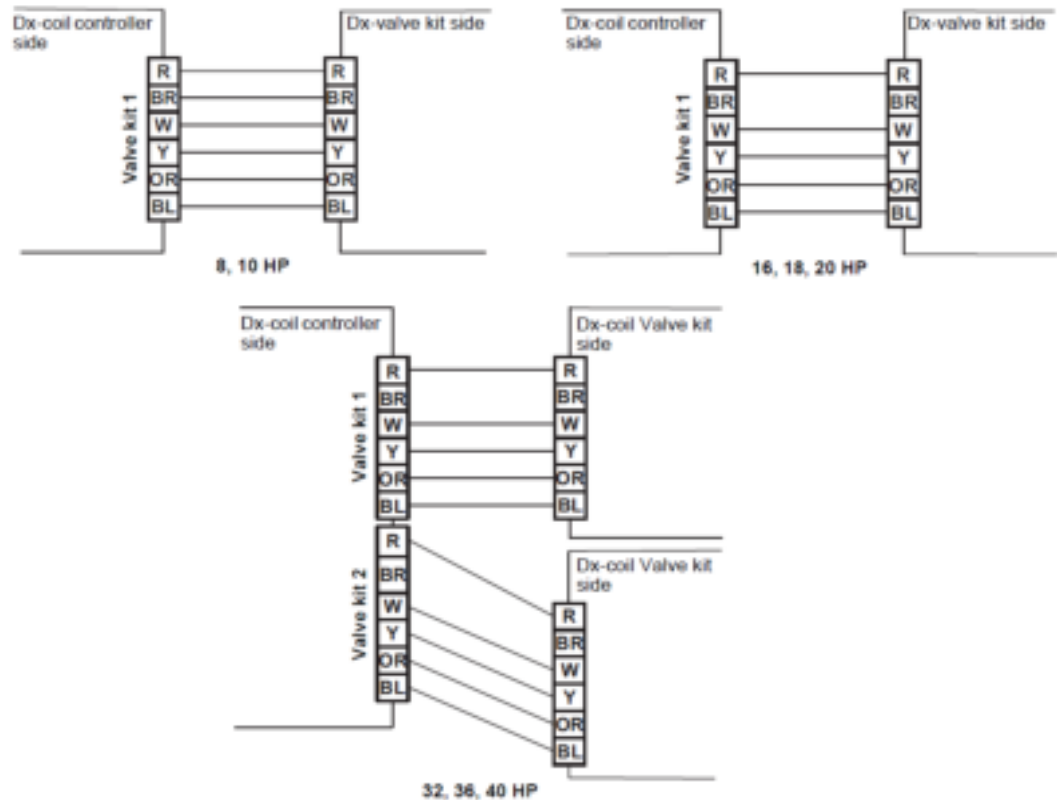 Dx-coil controller
side
Dx-valve kit side
Valve kit 1
R
BR
W
Y
OR
BL
R
BR
W
Y
OR
BL
8, 10 HP
Dx-coil controller
side
Dx-valve kit side
Valve kit 1
R
BR
W
Y
OR
BL
R
BR
W
Y
OR
BL
16, 18, 20 HP
Dx-coil controller
side
Dx-coil Valve kit
side
Valve kit 1
R
BR
W
Y
OR
BL
R
BR
W
Y
OR
BL
Valve kit 2
R
BR
W
Y
OR
BL
Dx-coil Valve kit
side
R
BR
W
Y
OR
BL
32, 36, 40 HP